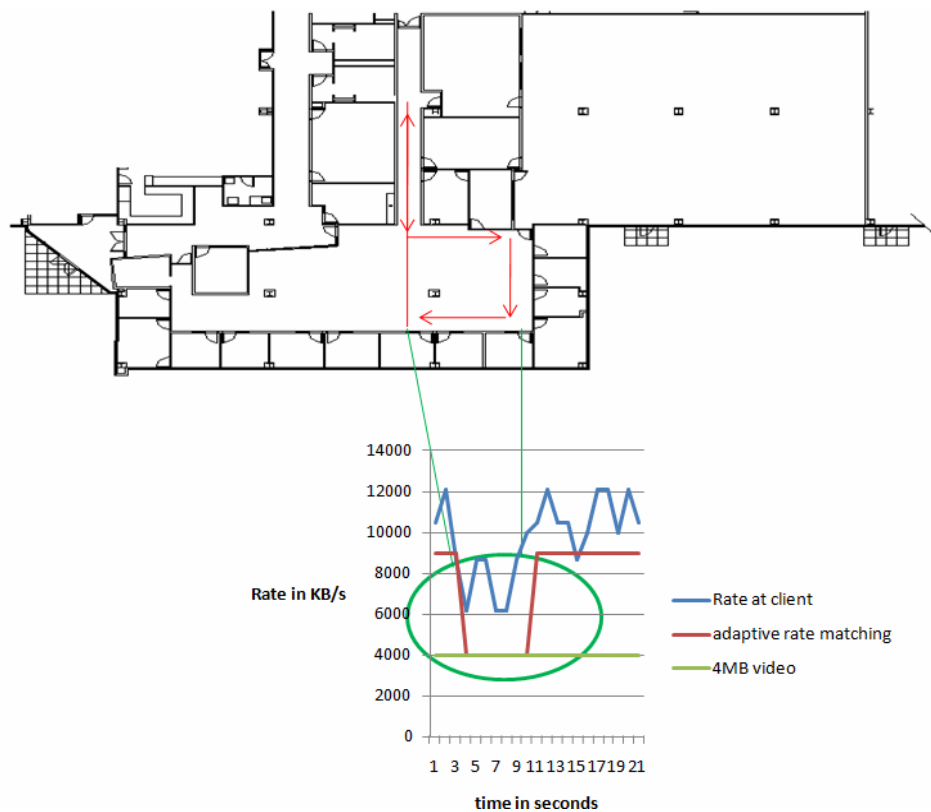 14000
12000
10000
8000
6000
4000
2000
0
Rate in KB/s
1 3 5 7 9 11 13 15 17 19 21
time in seconds
Rate at client
adaptive rate matching
4MB video